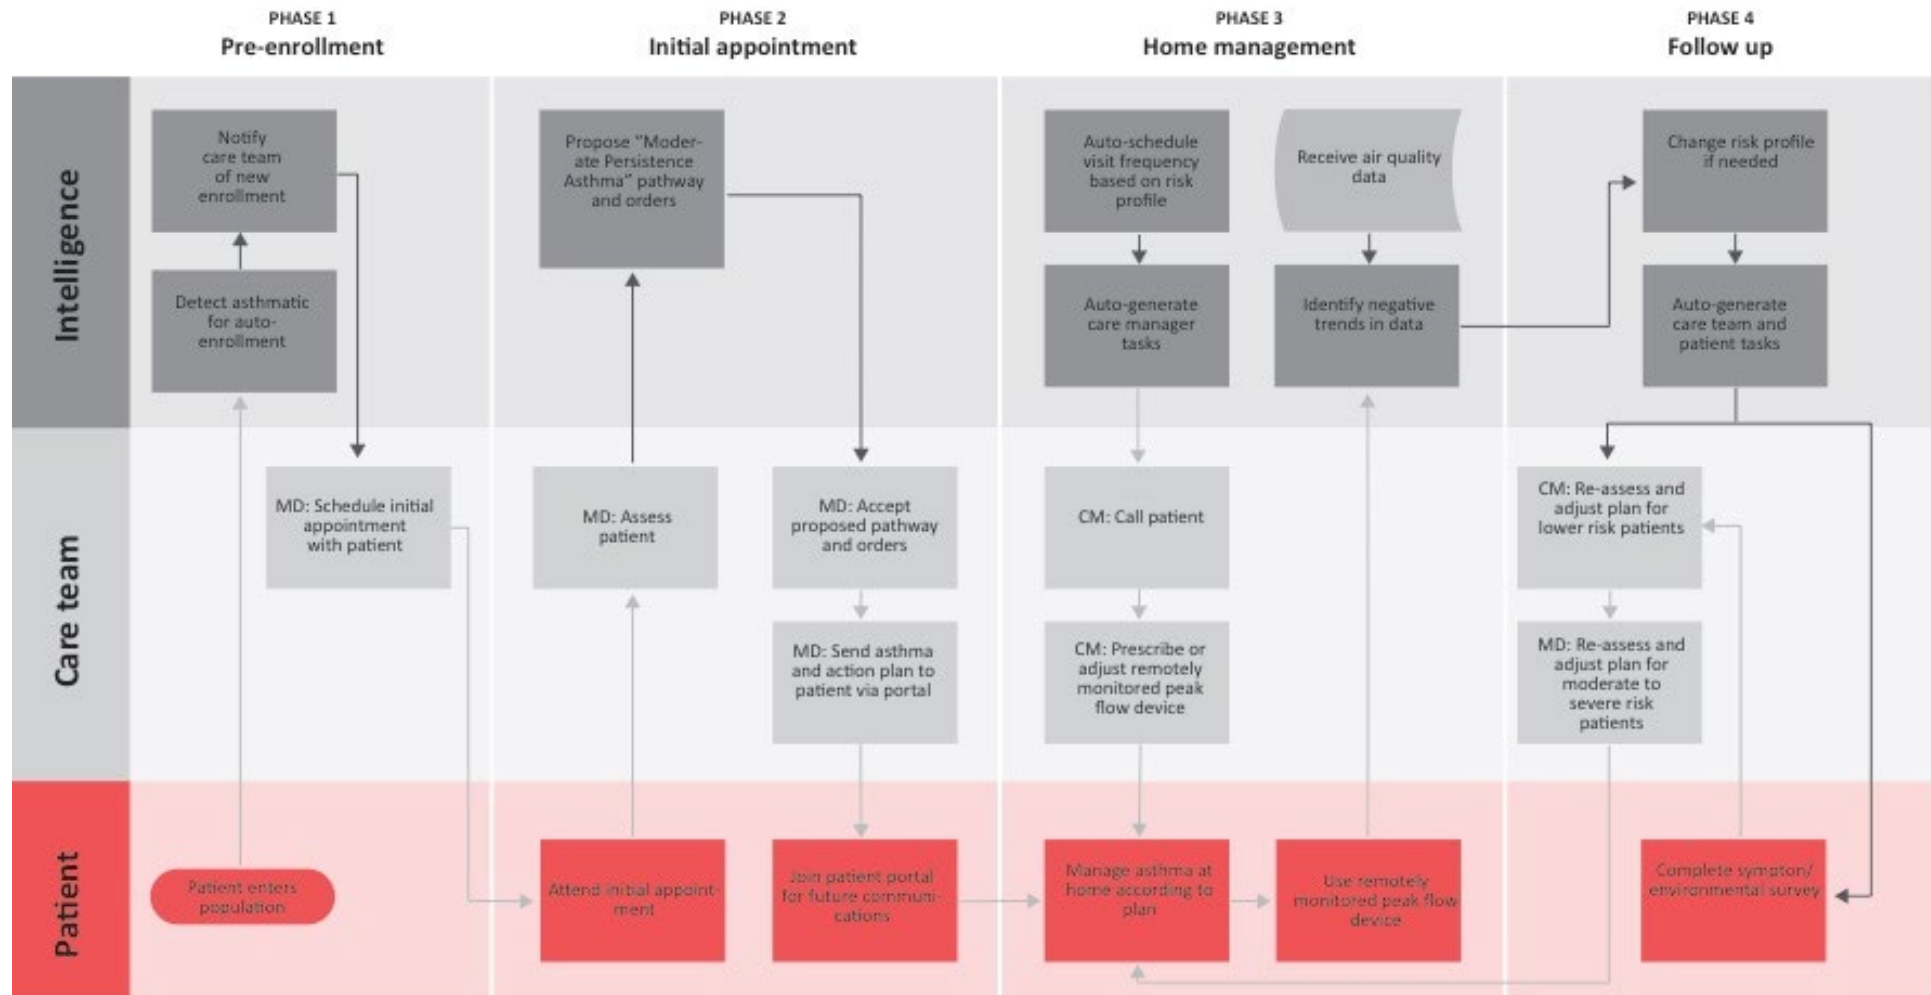 PHASE 1
Pre-enrollment
PHASE 2
Initial appointment
PHASE 3
Home management
PHASE 4
Follow up
Intelligence
Notify
care team
of new
enrollment
Detect asthmatic
for auto-
enrollment
Propose “Moder-
ate Persistence
Asthma” pathway
and orders
Auto-schedule
visit frequency
based on risk
profile
Receive air quality
data
Auto-generate
care manager
tasks
Identify negative
trends in data
Change risk profile
if needed
Auto-generate
care team and
patient tasks
Care team
MD: Schedule initial
appointment
with patient
MD: Assess
patient
MD: Accept
proposed pathway
and orders
MD: Send asthma
and action plan to
patient via portal
CM: Call patient
CM: Prescribe or
adjust remotely
monitored peak
flow device
CM: Re-assess and
adjust plan for
lower risk patients
MD: Re-assess and
adjust plan for
moderate to
severe risk
patients
Patient
Patient enters
population
Attend initial appoint-
ment
Join patient portal
for future communi-
cations
Manage asthma at
home according to
plan
Use remotely
monitored peak flow
device
Complete sympton/
environmental survey